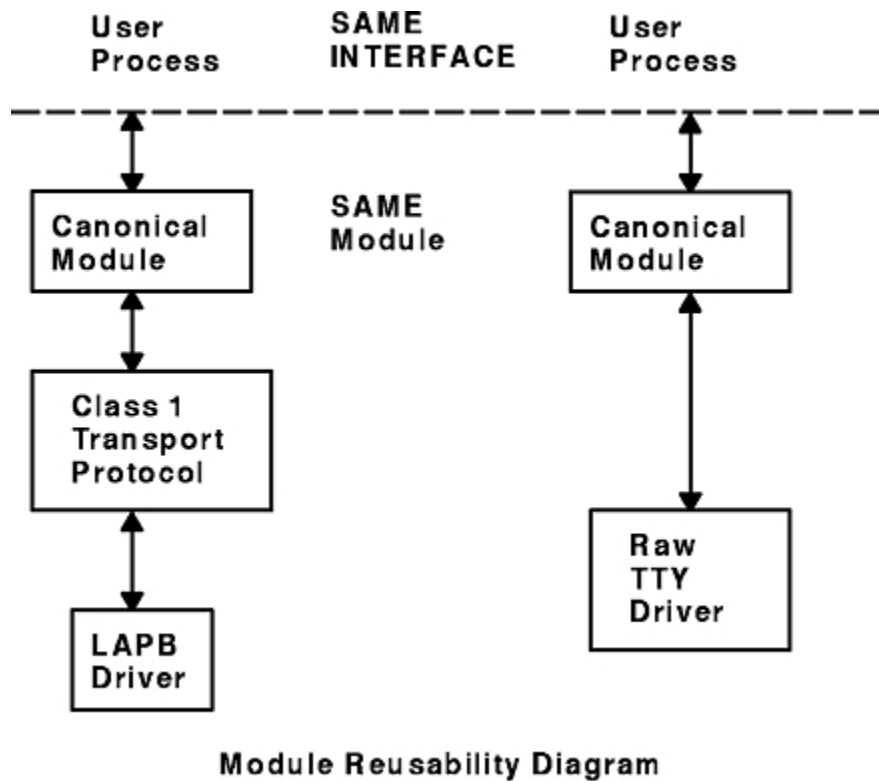 User
Process
SAME
INTERFACE
User
Process
Canonical
Module
SAME
Module
Canonical
Module
Class 1
Transport
Protocol
Raw
TTY
Driver
LAPB
Driver
Module Reusability Diagram